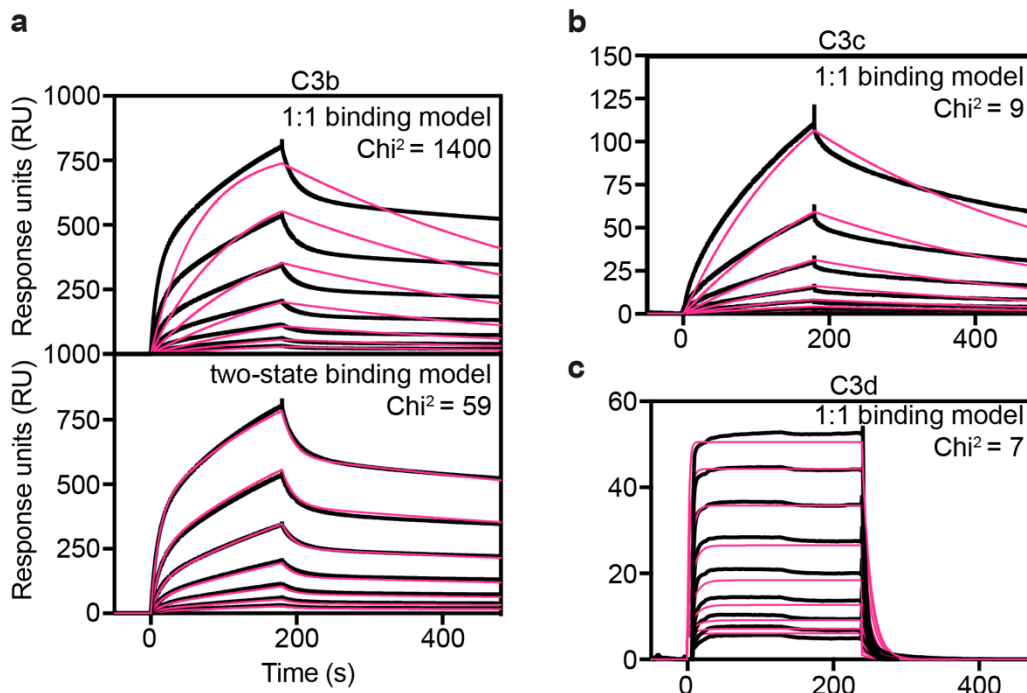 a
C3b
1:1 binding model
Chi² = 1400
Response units (RU)
1000
750
500
250
1000
two-state binding model
Chi² = 59
Response units (RU)
750
500
250
0
0
200
400
Time (s)
b
C3c
1:1 binding model
Chi² = 9
150
125
100
75
50
25
0
0
200
400
c
C3d
1:1 binding model
Chi² = 7
60
40
20
0
0
200
400